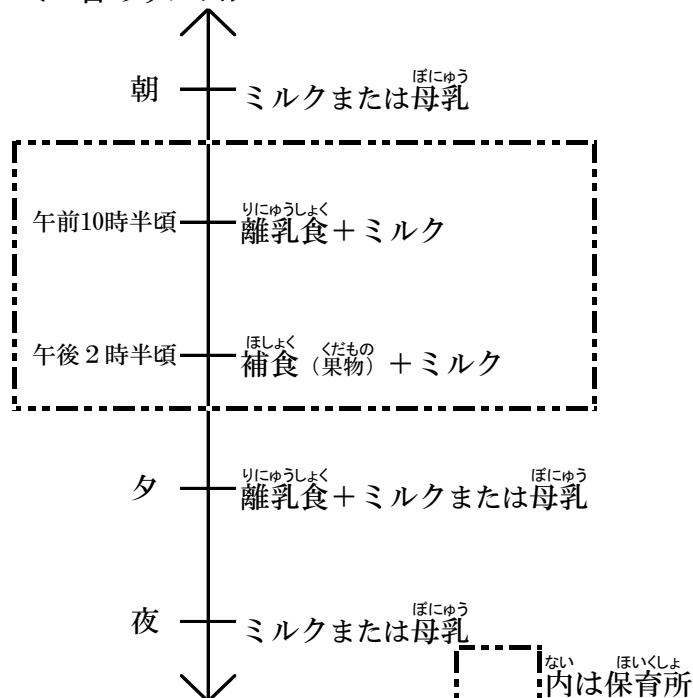 朝 ミルクまたは母乳
午前10時半頃 離乳食＋ミルク
午後２時半頃 補食（果物）＋ミルク
夕 離乳食＋ミルクまたは母乳
夜 ミルクまたは母乳
内は保育所